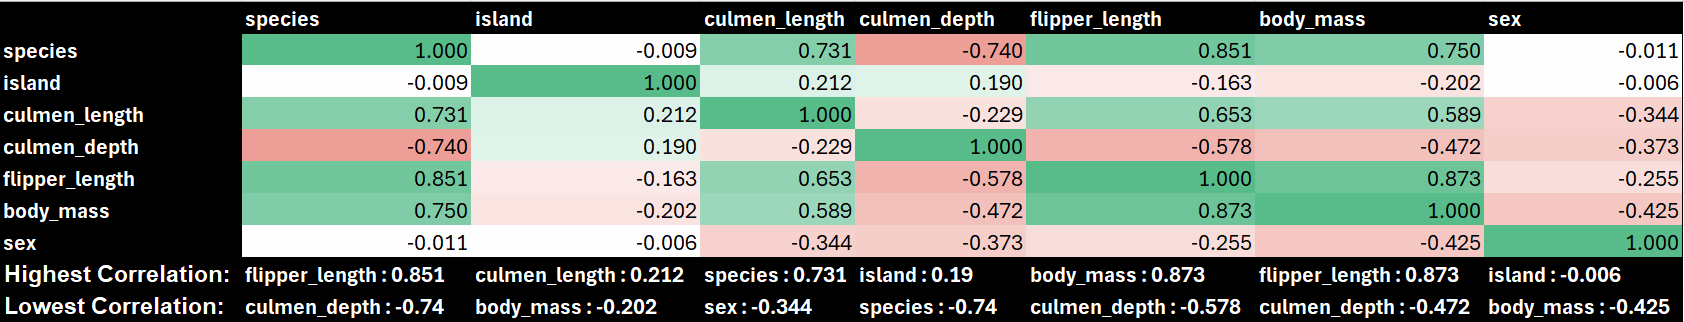 species island culmen_length culmen_depth flipper_length body_mass sex
species 1.000 -0.009 0.731 -0.740 0.851 0.750 -0.011
island -0.009 1.000 0.212 0.190 -0.163 -0.202 -0.006
culmen_length 0.731 0.212 1.000 -0.229 0.653 0.589 -0.344
culmen_depth -0.740 0.190 -0.229 1.000 -0.578 -0.472 -0.373
flipper_length 0.851 -0.163 0.653 -0.578 1.000 0.873 -0.255
body_mass 0.750 -0.202 0.589 -0.472 0.873 1.000 -0.425
sex -0.011 -0.006 -0.344 -0.373 -0.255 -0.425 1.000
Highest Correlation: flipper_length : 0.851 culmen_length : 0.212 species : 0.731 island : 0.19 body_mass : 0.873 flipper_length : 0.873 island : -0.006
Lowest Correlation: culmen_depth : -0.74 body_mass : -0.202 sex : -0.344 species : -0.74 culmen_depth : -0.578 culmen_depth : -0.472 body_mass : -0.425